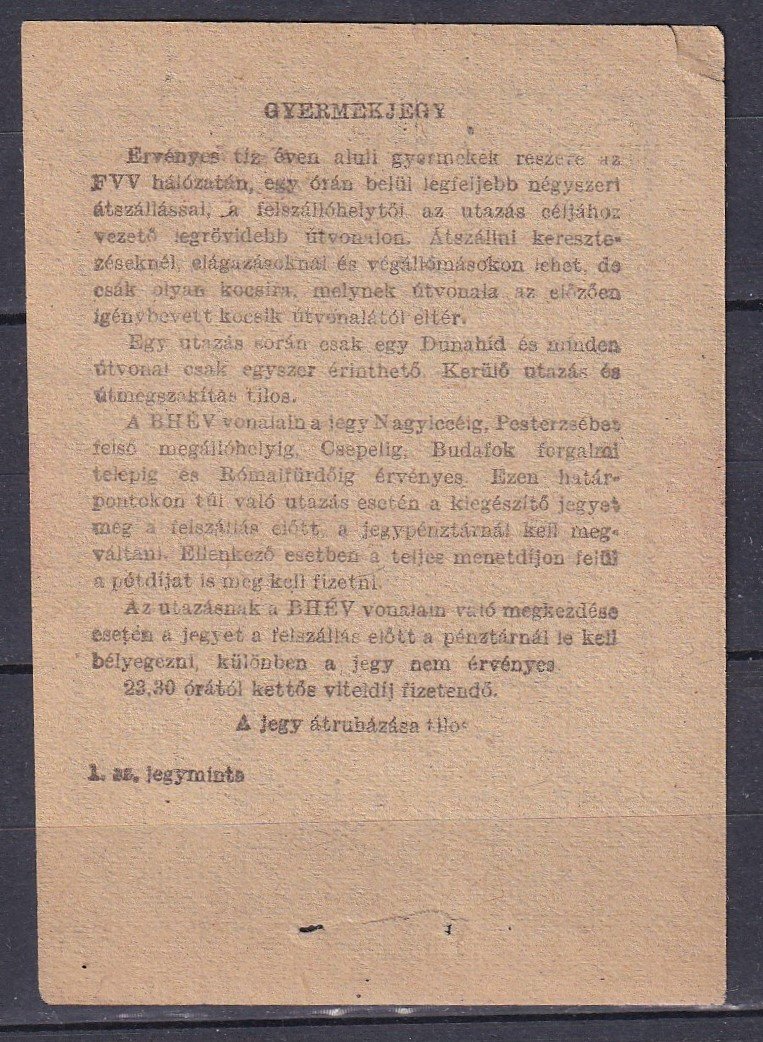 GYERMEKJEGY
Érvényes tíz éven aluli gyermekek részére az
FVV hálózatán, egy órán belül legfeljebb négyszeri
átszállással, a felszállóhelytől az utazás céljához
vezető legrövidebb útvonalon. Átszállni kereszte-
zéseknél, elágazásoknál és végállomásokon lehet, de
csak olyan kocsira, melynek útvonala az előzően
igénybevett kocsik útvonalától eltér.
Egy utazás során csak egy Dunahíd és minden
útvonal csak egyszer érinthető. Kerülő utazás és
útmegszakítás tilos.
A BHÉV vonalain a jegy Nagyiccéig, Pesterzsébet
felső megállóhelyig, Csepelig, Budafok forgalmi
telepig és Rómaifürdőig érvényes. Ezen határ-
pontokon túl való utazás esetén a kiegészítő jegyet
még a felszállás előtt, a jegypénztárnál kell meg-
váltani. Ellenkező esetben a teljes menetdíjon felül
a pótdíjat is meg kell fizetni.
Az utazásnak a BHÉV vonalain való megkezdése
esetén a jegyet a felszállás előtt a pénztárnál le kell
bélyegezni, különben a jegy nem érvényes
23,30 órától kettős viteldíj fizetendő.
A jegy átruházása tilos
1. sz. jegyminta